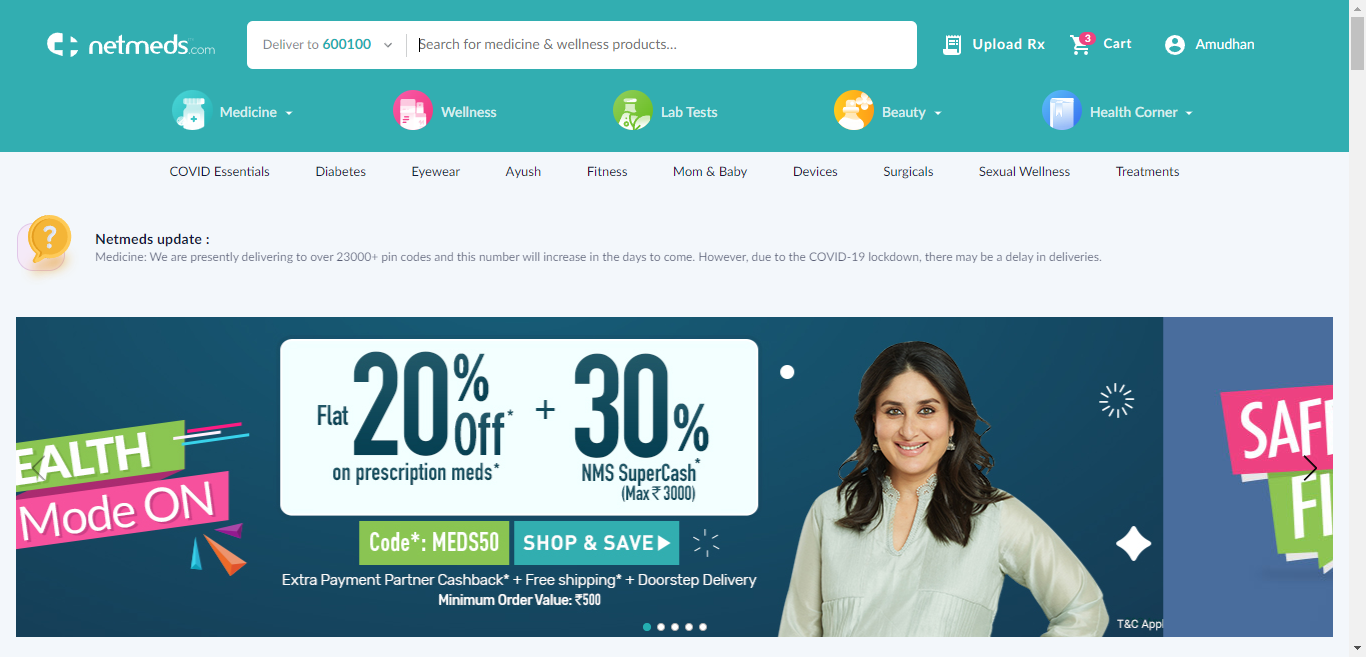 netmeds.com
Deliver to 600100
Search for medicine & wellness products...
Upload Rx
3
Cart
Amudhan
Medicine
Wellness
Lab Tests
Beauty
Health Corner
COVID Essentials
Diabetes
Eyewear
Ayush
Fitness
Mom & Baby
Devices
Surgicals
Sexual Wellness
Treatments
?
Netmeds update :
Medicine: We are presently delivering to over 23000+ pin codes and this number will increase in the days to come. However, due to the COVID-19 lockdown, there may be a delay in deliveries.
EALTH
Mode ON
Flat 20% Off* + 30%
on prescription meds*
NMS SuperCash*
(Max ₹ 3000)
Code*: MEDS50
SHOP & SAVE
Extra Payment Partner Cashback* + Free shipping* + Doorstep Delivery
Minimum Order Value: ₹500
T&C Appl
SAF
FI